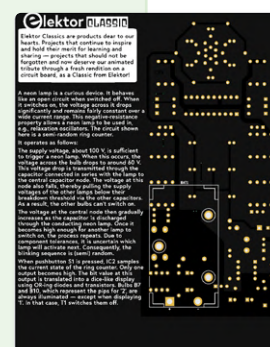 elektor CLASSIC
Elektor Classics are products dear to our
hearts. Projects that continue to inspire
and hold their merit for learning and
sharing — projects that should not be
forgotten and now deserve our animated
tribute through a fresh rendition on a
circuit board, as a Classic from Elektor!
A neon lamp is a curious device. It behaves
like an open circuit when switched off. When
it switches on, the voltage across it drops
significantly and remains fairly constant over a
wide current range. This negative-resistance
property allows a neon lamp to be used in,
e.g., relaxation oscillators. The circuit shown
here is a semi-random ring counter.
It operates as follows:
The supply voltage, about 100 V, is sufficient
to trigger a neon lamp. When this occurs, the
voltage across the bulb drops to around 60 V.
This voltage drop is transmitted through the
capacitor connected in series with the lamp to
the central capacitor node. The voltage at this
node also falls, thereby pulling the supply
voltages of the other lamps below their
breakdown threshold via the other capacitors.
As a result, the other bulbs can't switch on.
The voltage at the central node then gradually
increases as the capacitor is discharged
through the conducting neon lamp. Once it
becomes high enough for another lamp to
switch on, the process repeats. Due to
component tolerances, it is uncertain which
lamp will activate next. Consequently, the
blinking sequence is (semi) random.
When pushbutton S1 is pressed, IC2 samples
the current state of the ring counter. Only one
output becomes high. The bit value at this
output is translated into a dice-like display
using OR-ing diodes and transistors. Bulbs B7
and B10, which represent the pips for '2', are
always illuminated — except when displaying
'1'. In that case, T1 switches them off.